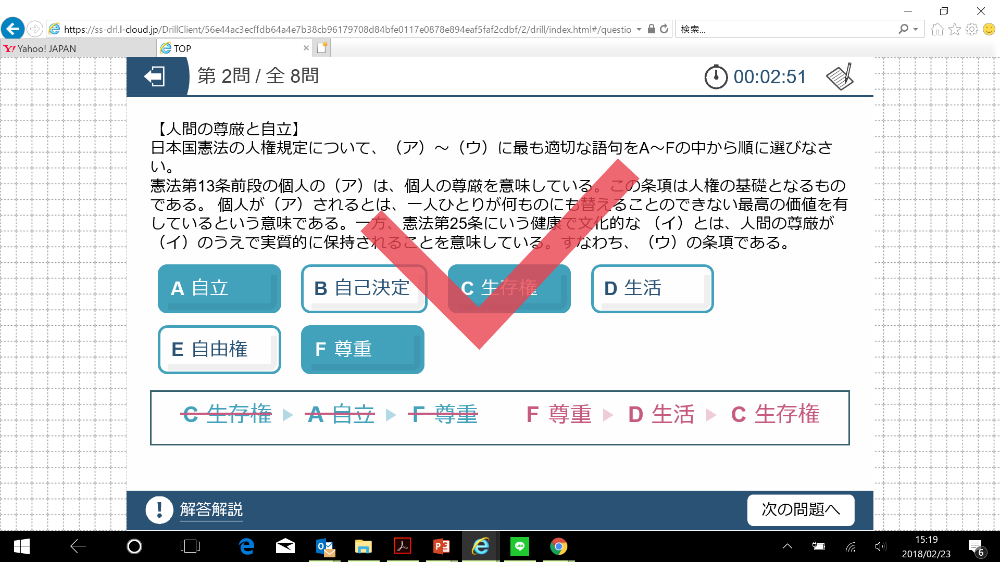 https://ss-drl.l-cloud.jp/DrillClient/56e44ac3ecffdb64a4e7b38cb96179708d84bfe0117e0878e894eaf5faf2cdbf/2/drill/index.html#/questio
検索...
Yahoo! JAPAN
TOP
第 2問 / 全 8問
00:02:51
【人間の尊厳と自立】
日本国憲法の人権規定について、（ア）～（ウ）に最も適切な語句をA～Fの中から順に選びなさ
い。
憲法第13条前段の個人の（ア）は、個人の尊厳を意味している。この条項は人権の基礎となるもの
である。 個人が（ア）されるとは、一人ひとりが何ものにも替えることのできない最高の価値を有
しているという意味である。一方、憲法第25条にいう健康で文化的な （イ）とは、人間の尊厳が
（イ）のうえで実質的に保持されることを意味している。すなわち、（ウ）の条項である。
A 自立
B 自己決定
C 生存権
D 生活
E 自由権
F 尊重
C 生存権 ▶ A 自立 ▶ F 尊重 F 尊重 ▶ D 生活 ▶ C 生存権
解答解説
次の問題へ
15:19
2018/02/23
6